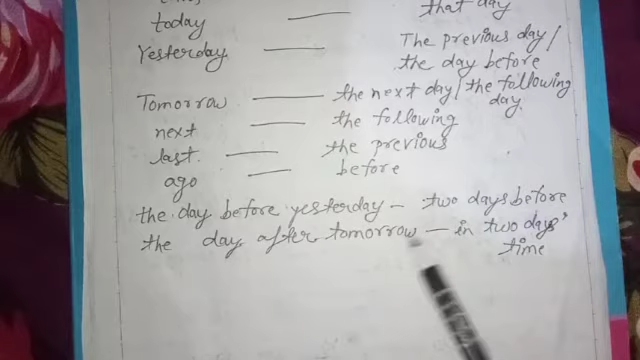 today —— that day
Yesterday —— The previous day /
the day before
Tomorrow —— the next day / the following
day.
next —— the following
last. —— the previous
ago —— before
the day before yesterday — two days before
the day after tomorrow — in two days'
time